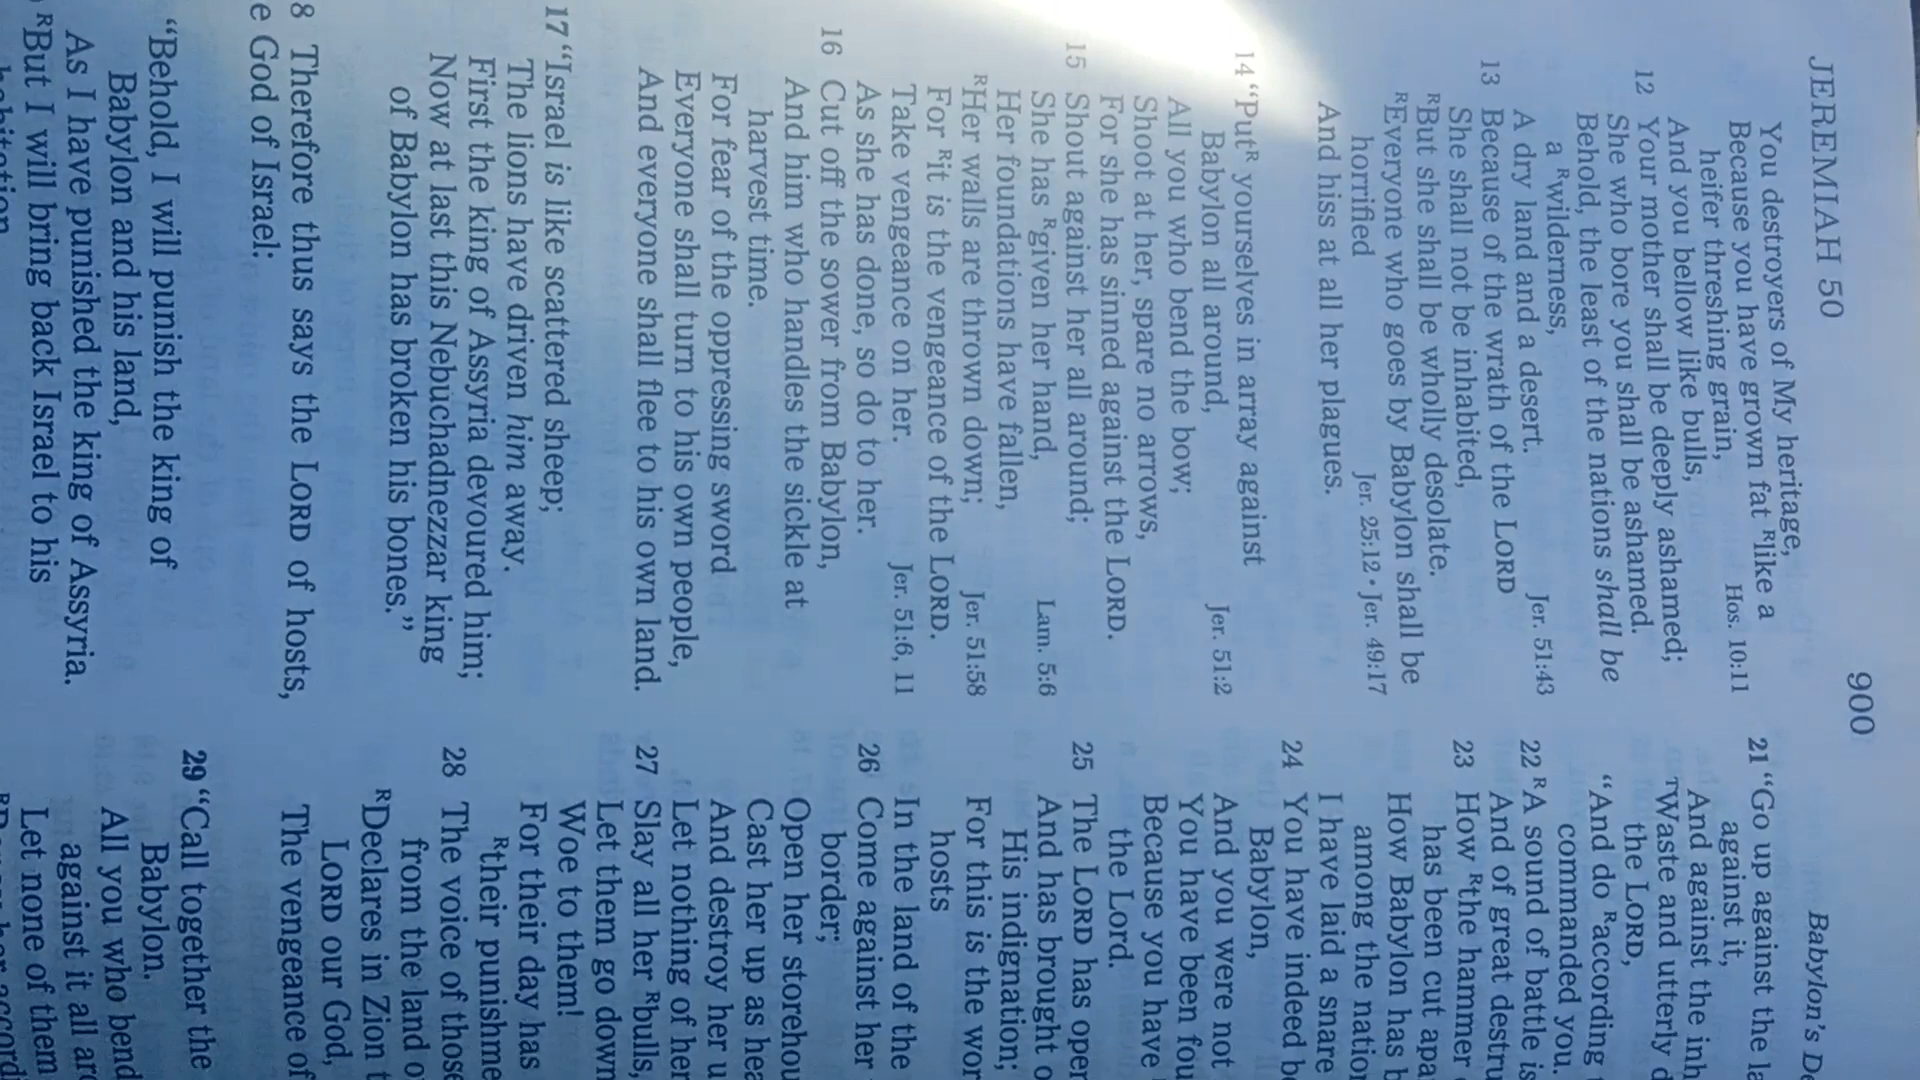 JEREMIAH 50
900
Babylon's
You destroyers of My heritage,
Because you have grown fat ᴿlike a
heifer threshing grain, Hos. 10:11
And you bellow like bulls,
12 Your mother shall be deeply ashamed;
She who bore you shall be ashamed.
Behold, the least of the nations shall be
a ᴿwilderness,
A dry land and a desert. Jer. 51:43
13 Because of the wrath of the LORD
She shall not be inhabited,
ᴿBut she shall be wholly desolate.
ᴿEveryone who goes by Babylon shall be
horrified Jer. 25:12 • Jer. 49:17
And hiss at all her plagues.
14 “Putᴿ yourselves in array against
Babylon all around, Jer. 51:2
All you who bend the bow;
Shoot at her, spare no arrows,
For she has sinned against the LORD.
15 Shout against her all around;
She has ᴿgiven her hand, Lam. 5:6
Her foundations have fallen,
ᴿHer walls are thrown down; Jer. 51:58
For ᴿit is the vengeance of the LORD.
Take vengeance on her. Jer. 51:6, 11
As she has done, so do to her.
16 Cut off the sower from Babylon,
And him who handles the sickle at
harvest time.
For fear of the oppressing sword
Everyone shall turn to his own people,
And everyone shall flee to his own land.
17 “Israel is like scattered sheep;
The lions have driven him away.
First the king of Assyria devoured him;
Now at last this Nebuchadnezzar king
of Babylon has broken his bones.”
8 Therefore thus says the LORD of hosts,
e God of Israel:
“Behold, I will punish the king of
Babylon and his land,
As I have punished the king of Assyria.
ᴿBut I will bring back Israel to his
21 “Go up against the
against it,
And against the
ᵀWaste and utterly
the LORD,
“And do ᴿaccording
commanded you.
22 ᴿA sound of battle is
And of great
23 How ᴿthe hammer
has been cut
How Babylon has
among the
I have laid a snare
24 You have indeed
Babylon,
And you were not
You have been
Because you have
the Lord.
25 The LORD has
And has brought
His indignation;
For this is the
hosts
In the land of the
26 Come against her
border;
Open her
Cast her up as
And destroy her
Let nothing of her
27 Slay all her ᴿbulls,
Let them go down
Woe to them!
For their day has
ᴿtheir
28 The voice of those
from the land
ᴿDeclares in Zion
LORD our God,
The vengeance of
29 “Call together the
Babylon.
All you who bend
against it all
Let none of them